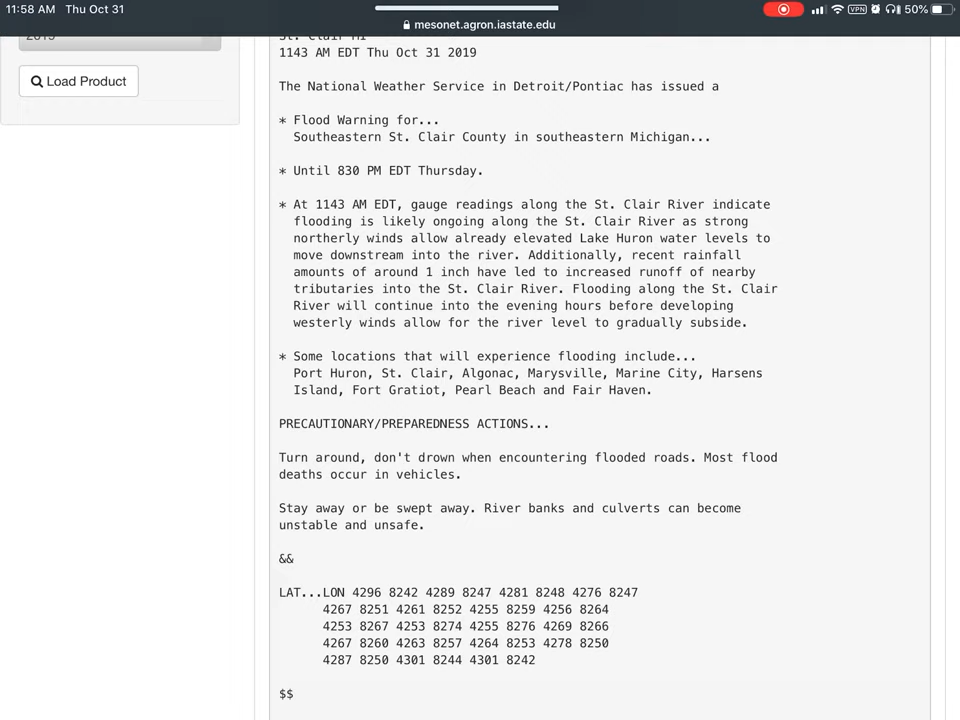 11:58 AM Thu Oct 31
VPN
50%
mesonet.agron.iastate.edu
2019
Load Product
St. Clair MI
1143 AM EDT Thu Oct 31 2019
The National Weather Service in Detroit/Pontiac has issued a
* Flood Warning for...
Southeastern St. Clair County in southeastern Michigan...
* Until 830 PM EDT Thursday.
* At 1143 AM EDT, gauge readings along the St. Clair River indicate
flooding is likely ongoing along the St. Clair River as strong
northerly winds allow already elevated Lake Huron water levels to
move downstream into the river. Additionally, recent rainfall
amounts of around 1 inch have led to increased runoff of nearby
tributaries into the St. Clair River. Flooding along the St. Clair
River will continue into the evening hours before developing
westerly winds allow for the river level to gradually subside.
* Some locations that will experience flooding include...
Port Huron, St. Clair, Algonac, Marysville, Marine City, Harsens
Island, Fort Gratiot, Pearl Beach and Fair Haven.
PRECAUTIONARY/PREPAREDNESS ACTIONS...
Turn around, don't drown when encountering flooded roads. Most flood
deaths occur in vehicles.
Stay away or be swept away. River banks and culverts can become
unstable and unsafe.
&&
LAT...LON 4296 8242 4289 8247 4281 8248 4276 8247
4267 8251 4261 8252 4255 8259 4256 8264
4253 8267 4253 8274 4255 8276 4269 8266
4267 8260 4263 8257 4264 8253 4278 8250
4287 8250 4301 8244 4301 8242
$$